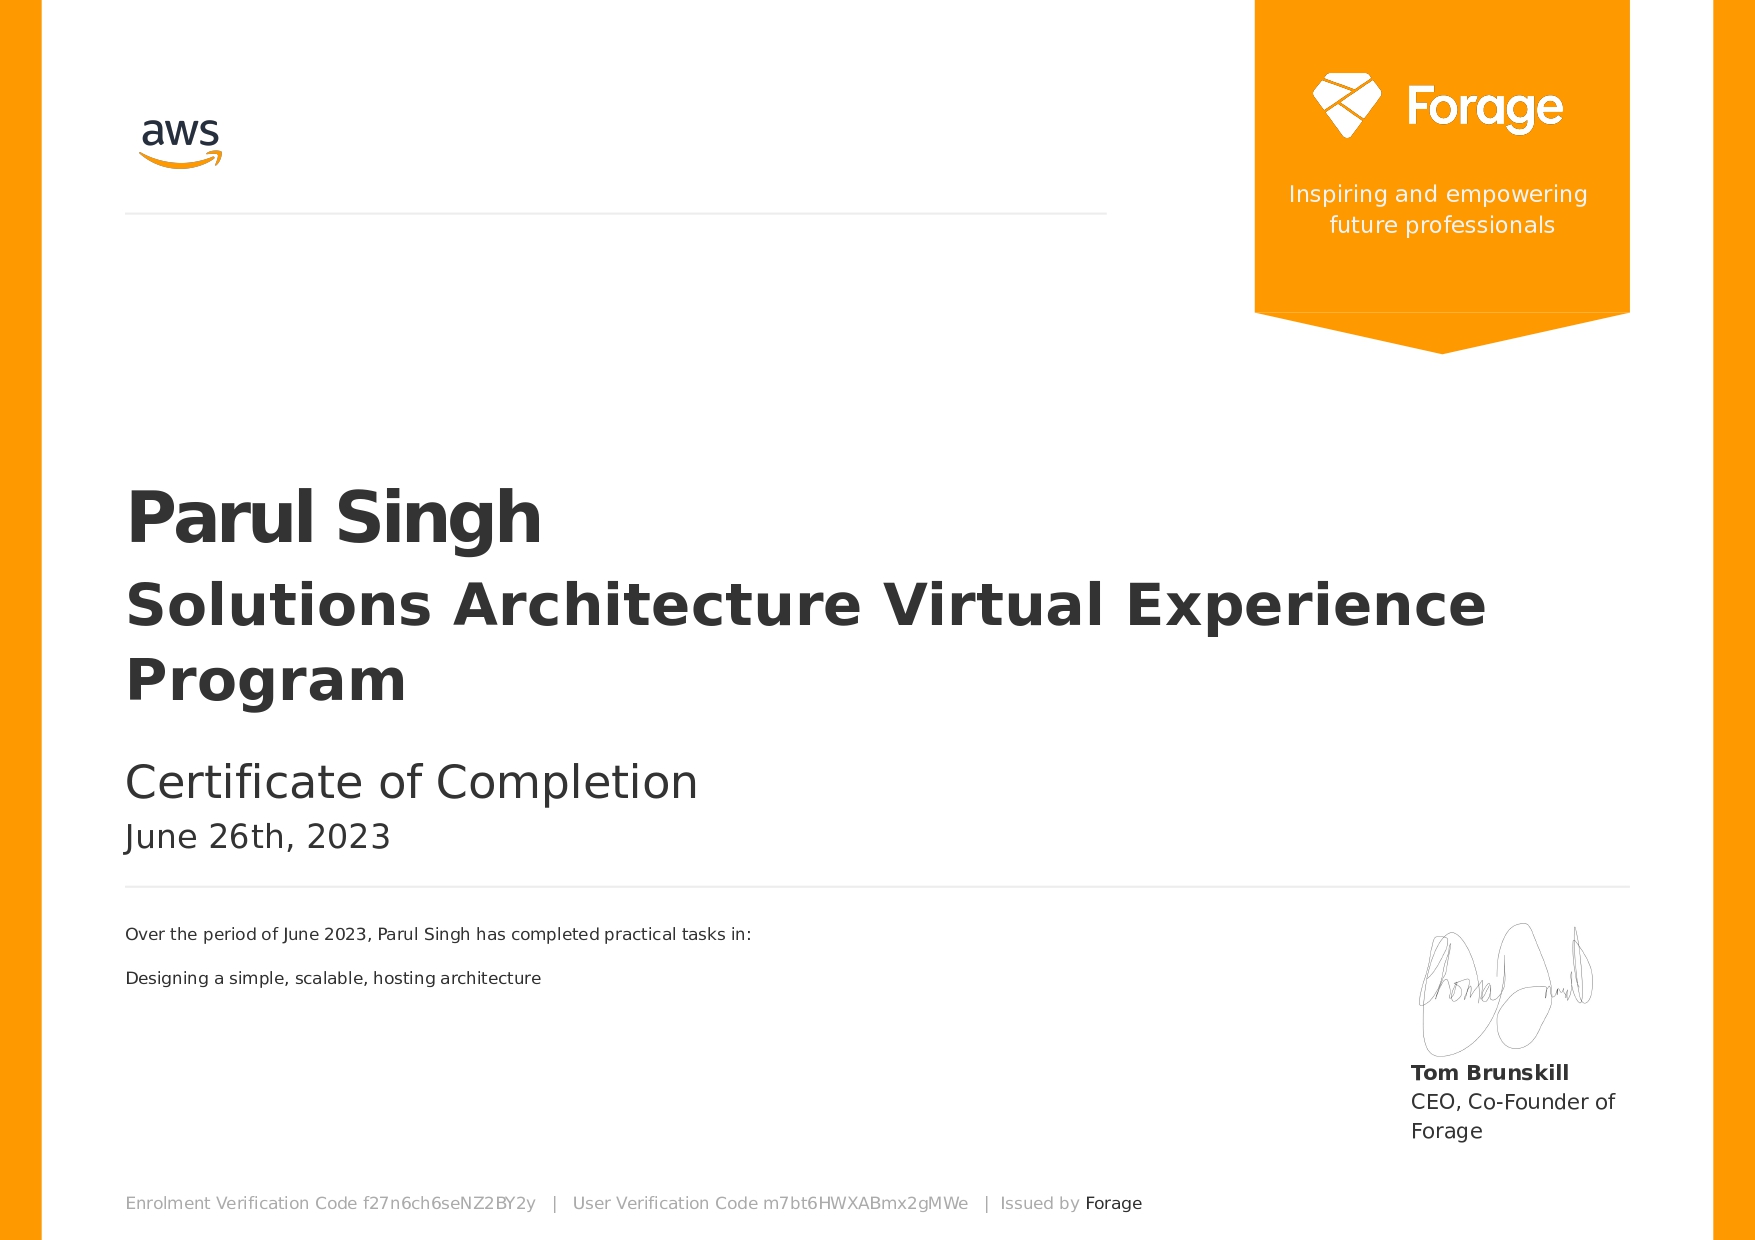 aws
Forage
Inspiring and empowering
future professionals
Parul Singh
Solutions Architecture Virtual Experience
Program
Certificate of Completion
June 26th, 2023
Over the period of June 2023, Parul Singh has completed practical tasks in:
Designing a simple, scalable, hosting architecture
Tom Brunskill
CEO, Co-Founder of
Forage
Enrolment Verification Code f27n6ch6seNZ2BY2y | User Verification Code m7bt6HWXABmx2gMWe | Issued by Forage